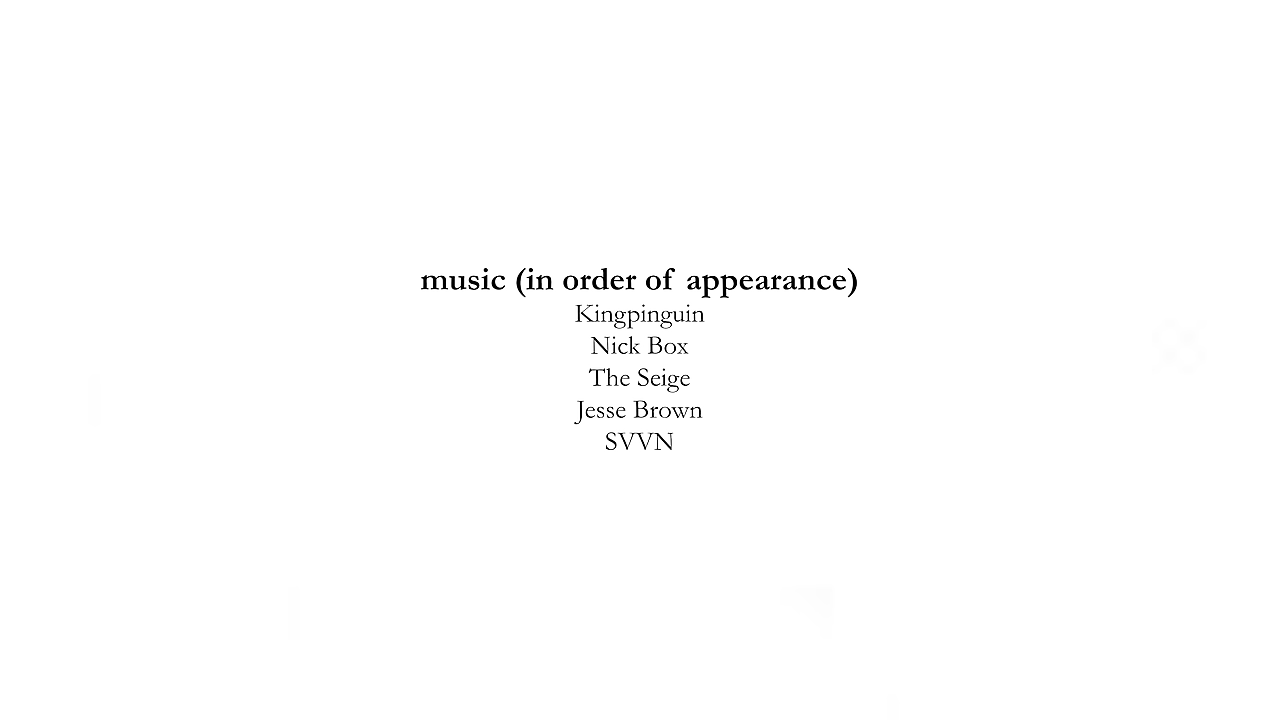 music (in order of appearance)
Kingpinguin
Nick Box
The Seige
Jesse Brown
SVVN